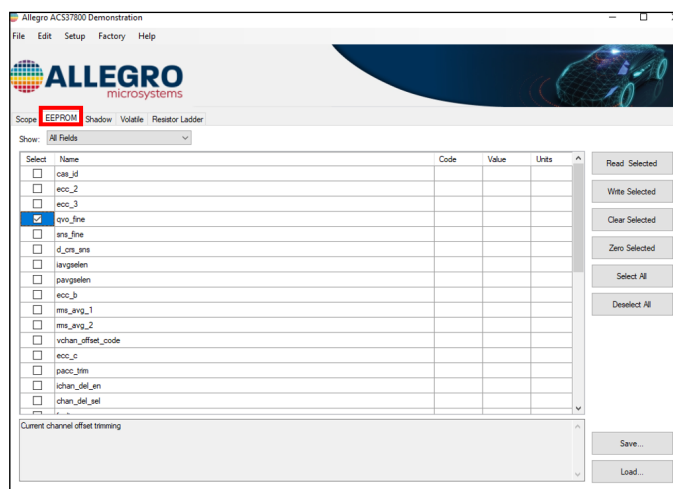 Allegro ACS37800 Demonstration
File Edit Setup Factory Help
ALLEGRO
microsystems
Scope EEPROM Shadow Volatile Resistor Ladder
Show: All Fields
Select Name Code Value Units
cas_id
ecc_2
ecc_3
qvo_fine
sns_fine
d_crs_sns
iavgselen
pavgselen
ecc_b
rms_avg_1
rms_avg_2
vchan_offset_code
ecc_c
pacc_trim
ichan_del_en
chan_del_sel
Read Selected
Write Selected
Clear Selected
Zero Selected
Select All
Deselect All
Current channel offset trimming
Save...
Load...